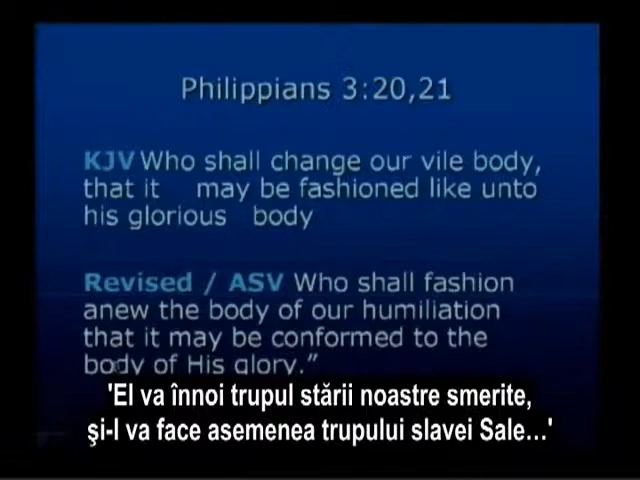 Philippians 3:20,21
KJV Who shall change our vile body,
that it may be fashioned like unto
his glorious body
Revised / ASV Who shall fashion
anew the body of our humiliation
that it may be conformed to the
body of His glory.”
'El va înnoi trupul stării noastre smerite,
şi-l va face asemenea trupului slavei Sale...'